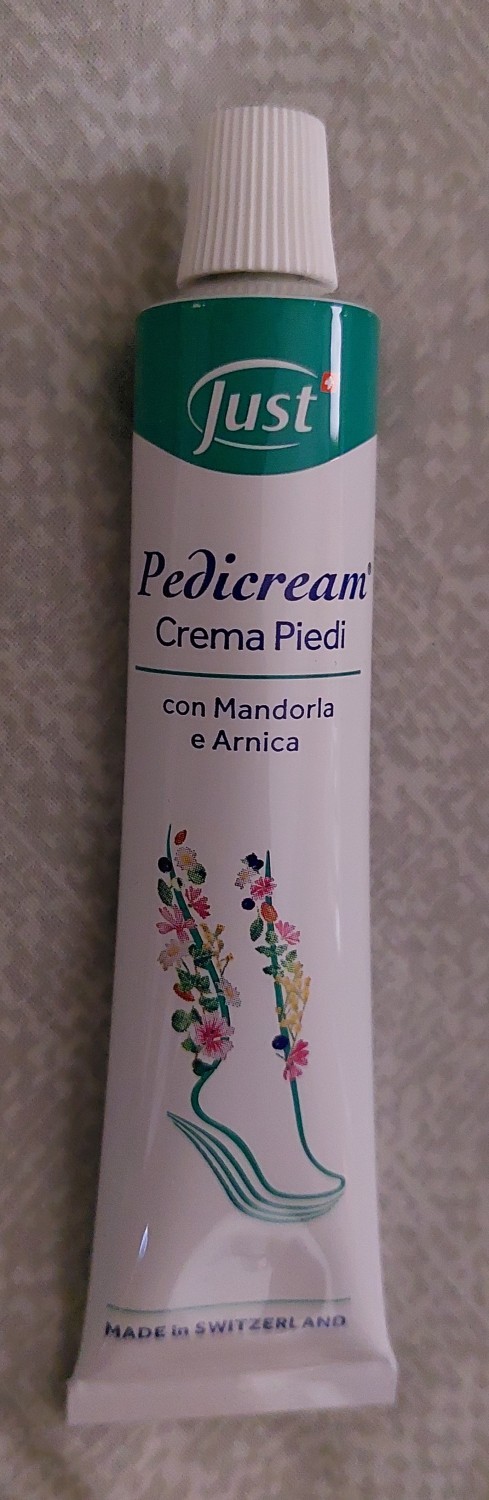 Just
Pedicream®
Crema Piedi
con Mandorla
e Arnica
MADE in SWITZERLAND